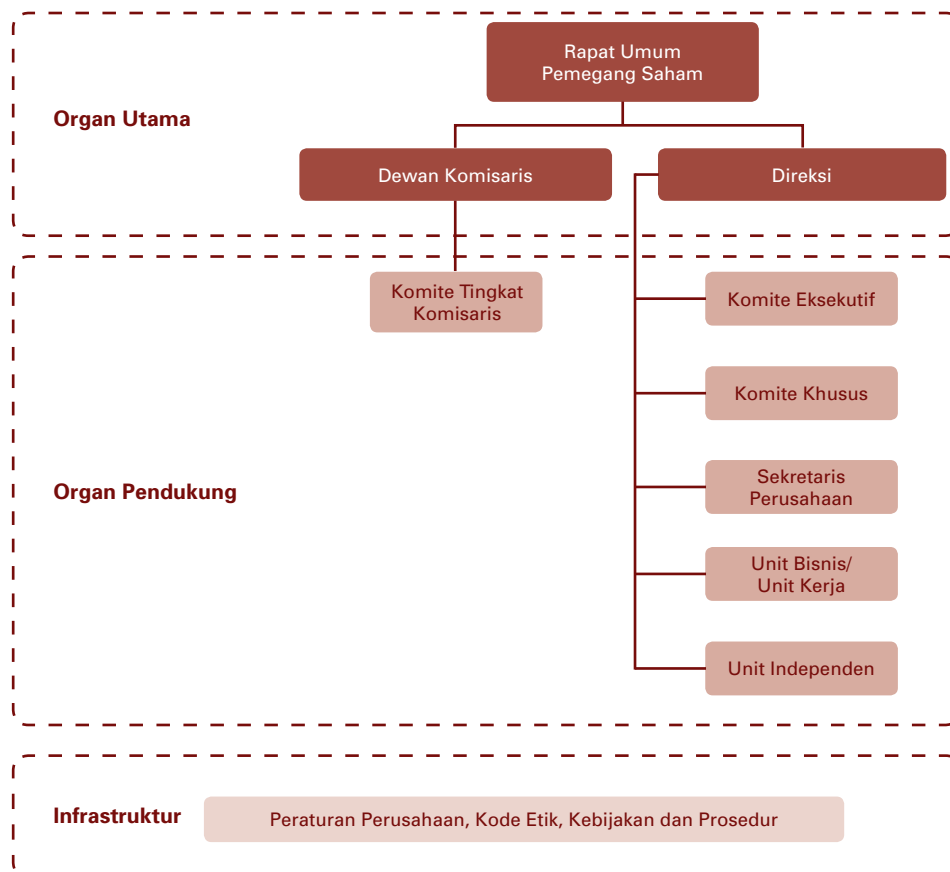 Rapat Umum
Pemegang Saham
Organ Utama
Dewan Komisaris
Direksi
Komite Tingkat
Komisaris
Komite Eksekutif
Komite Khusus
Organ Pendukung
Sekretaris
Perusahaan
Unit Bisnis/
Unit Kerja
Unit Independen
Infrastruktur
Peraturan Perusahaan, Kode Etik, Kebijakan dan Prosedur